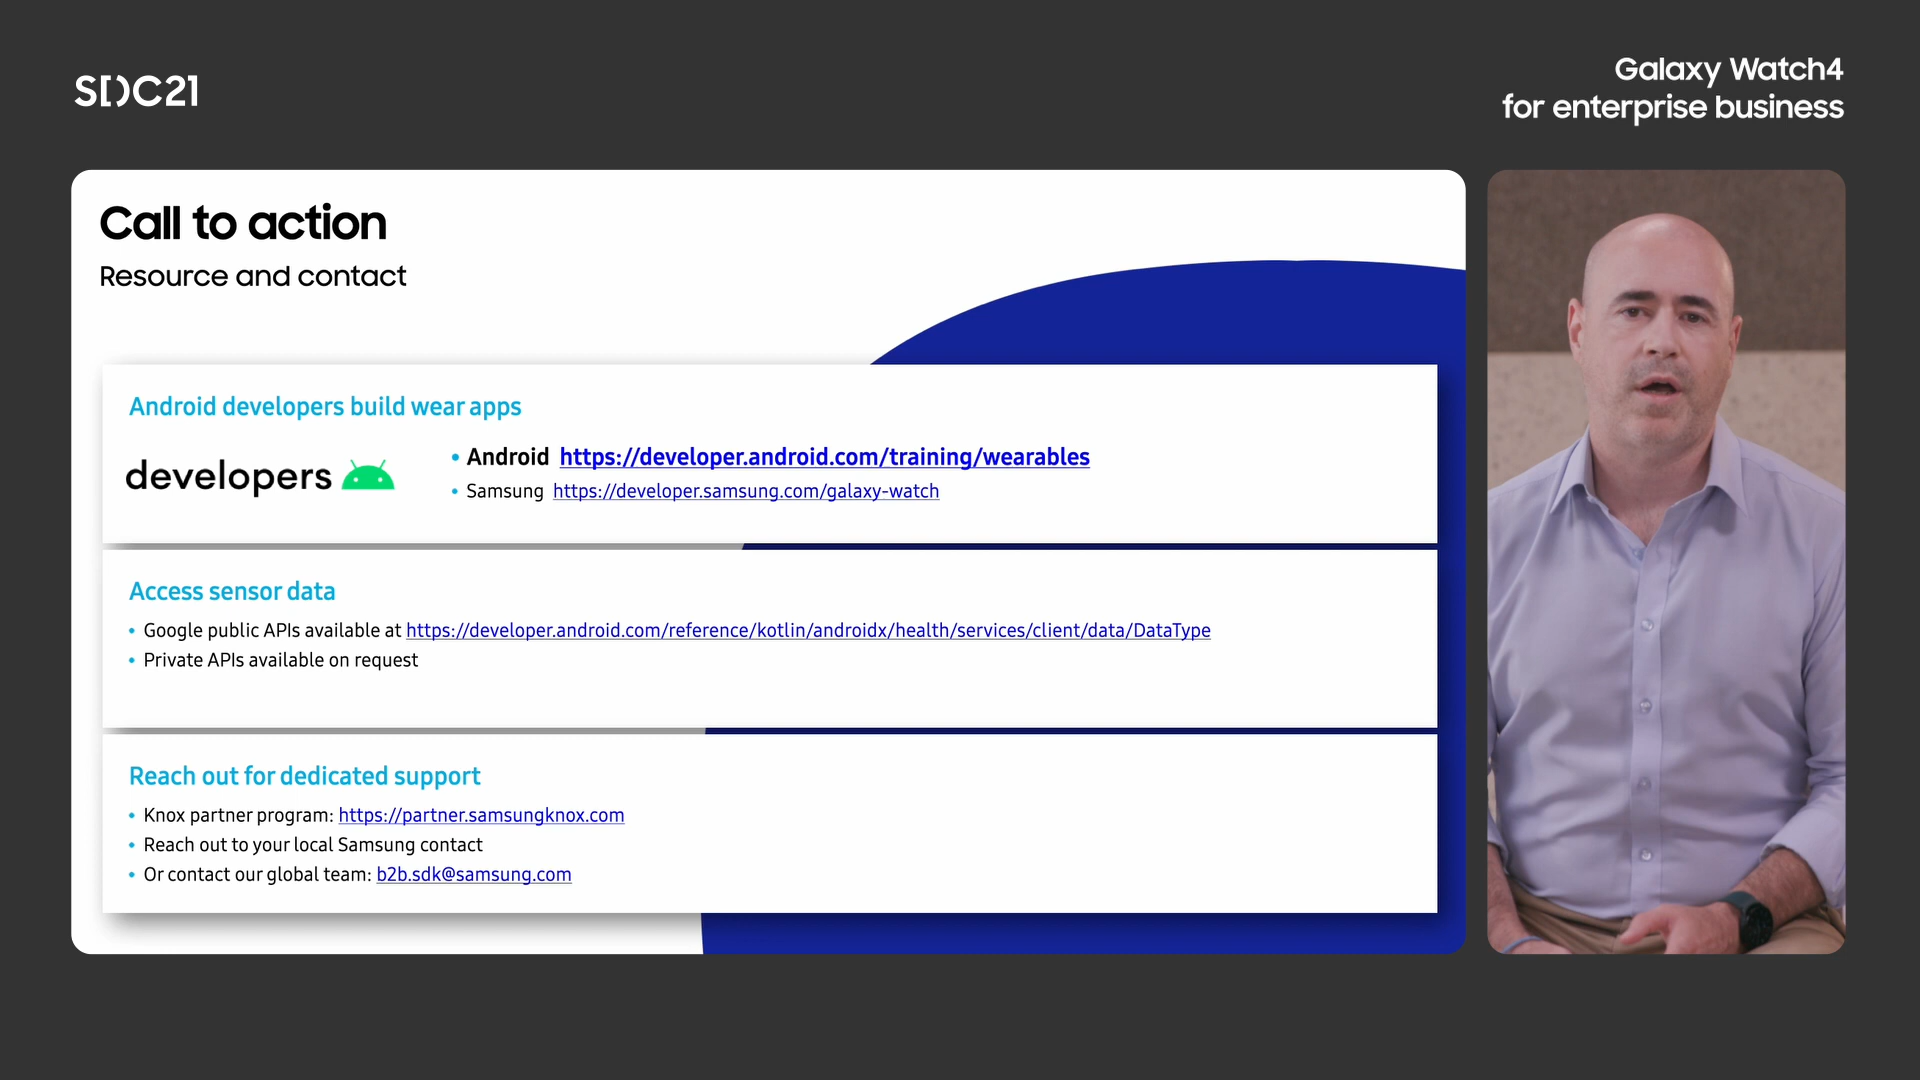 SDC21
Galaxy Watch4
for enterprise business
Call to action
Resource and contact
Android developers build wear apps
developers
• Android https://developer.android.com/training/wearables
• Samsung https://developer.samsung.com/galaxy-watch
Access sensor data
• Google public APIs available at https://developer.android.com/reference/kotlin/androidx/health/services/client/data/DataType
• Private APIs available on request
Reach out for dedicated support
• Knox partner program: https://partner.samsungknox.com
• Reach out to your local Samsung contact
• Or contact our global team: b2b.sdk@samsung.com